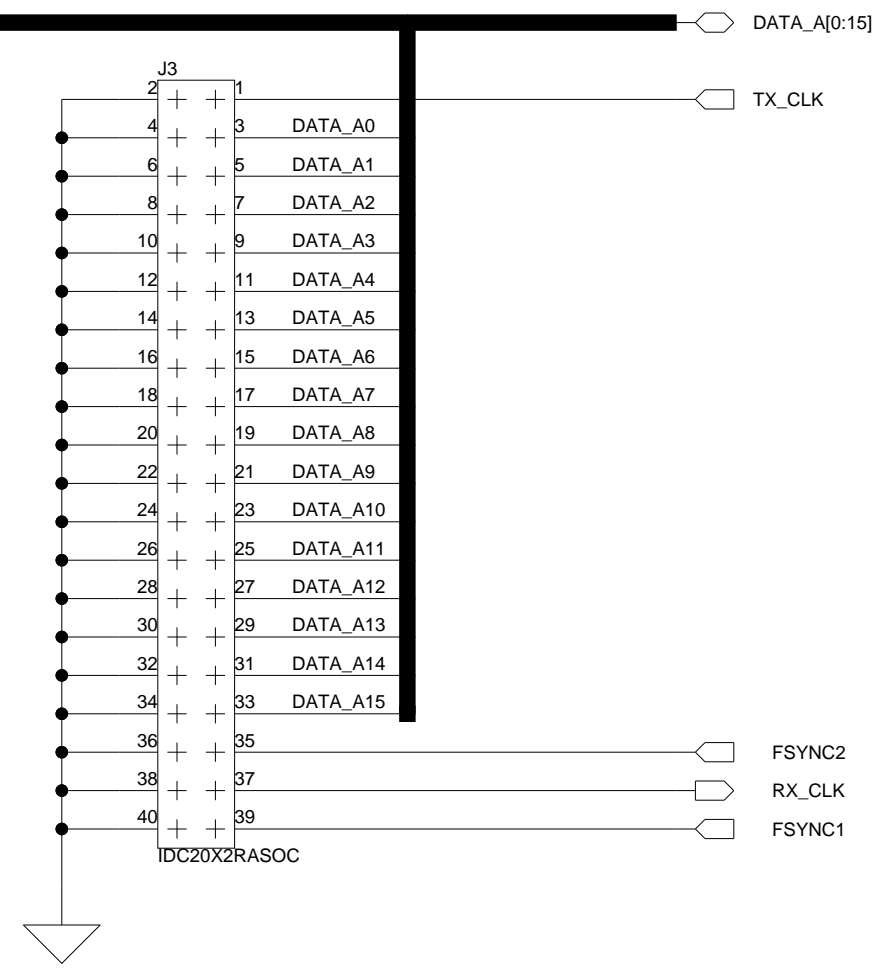 DATA_A[0:15]
J3
2 1 TX_CLK
4 3 DATA_A0
6 5 DATA_A1
8 7 DATA_A2
10 9 DATA_A3
12 11 DATA_A4
14 13 DATA_A5
16 15 DATA_A6
18 17 DATA_A7
20 19 DATA_A8
22 21 DATA_A9
24 23 DATA_A10
26 25 DATA_A11
28 27 DATA_A12
30 29 DATA_A13
32 31 DATA_A14
34 33 DATA_A15
36 35 FSYNC2
38 37 RX_CLK
40 39 FSYNC1
IDC20X2RASOC